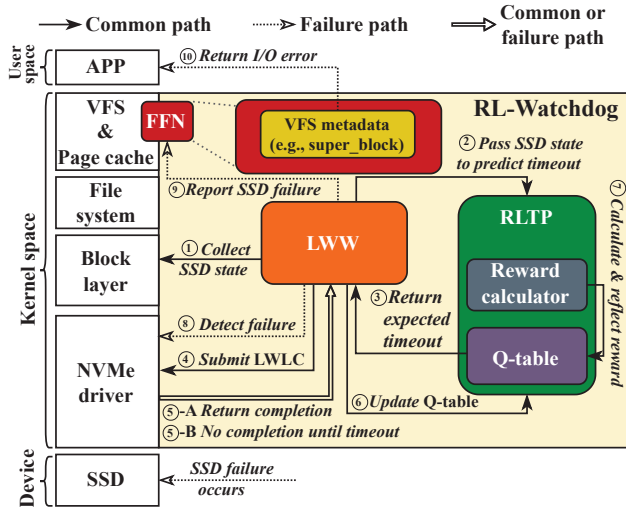 Common path
Failure path
Common or
failure path
User
space
APP
⑩ Return I/O error
Kernel space
VFS
&
Page cache
FFN
VFS metadata
(e.g., super_block)
RL-Watchdog
② Pass SSD state
to predict timeout
⑨ Report SSD failure
File
system
LWW
RLTP
⑦ Calculate & reflect reward
① Collect
SSD state
Block
layer
Reward
calculator
③ Return
expected
timeout
⑧ Detect failure
④ Submit LWLC
Q-table
NVMe
driver
⑤-A Return completion
⑥ Update Q-table
⑤-B No completion until timeout
Device
SSD
SSD failure
occurs